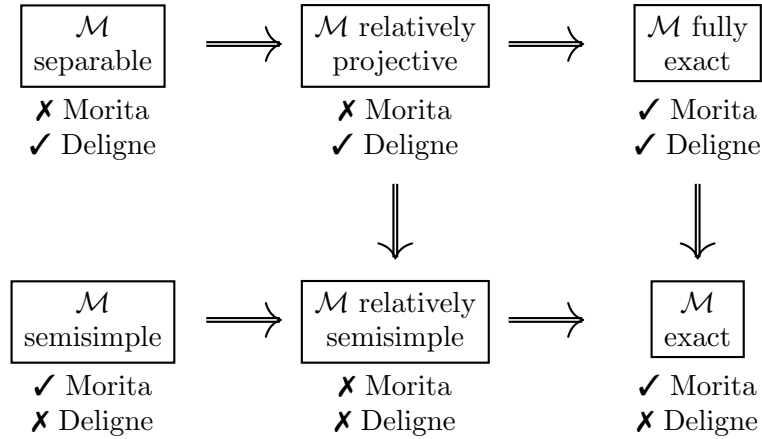 ℳ
separable
ℳ relatively
projective
ℳ fully
exact
✗ Morita
✓ Deligne
✗ Morita
✓ Deligne
✓ Morita
✓ Deligne
ℳ
semisimple
ℳ relatively
semisimple
ℳ
exact
✓ Morita
✗ Deligne
✗ Morita
✗ Deligne
✓ Morita
✗ Deligne